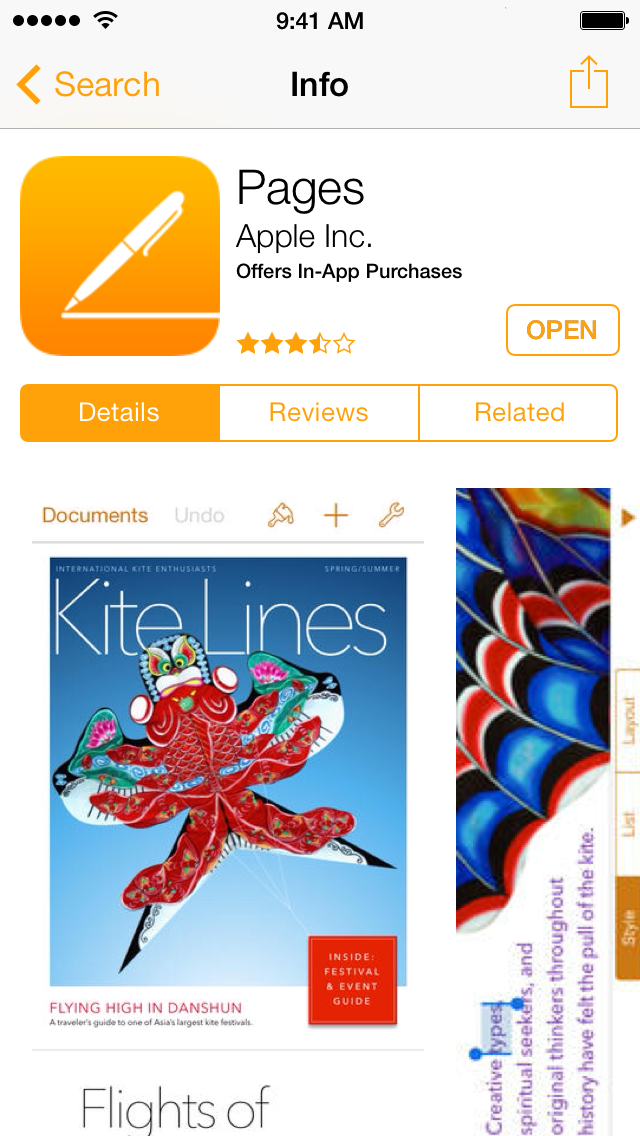 9:41 AM
Search
Info
Pages
Apple Inc.
Offers In-App Purchases
OPEN
Details
Reviews
Related
Documents
Undo
INTERNATIONAL KITE ENTHUSIASTS
SPRING/SUMMER
Kite Lines
INSIDE:
FESTIVAL
& EVENT
GUIDE
FLYING HIGH IN DANSHUN
A traveler's guide to one of Asia's largest kite festivals.
Flights of
Creative types,
spiritual seekers, and
original thinkers throughout
history have felt the pull of the kite.
Layout
List
Style